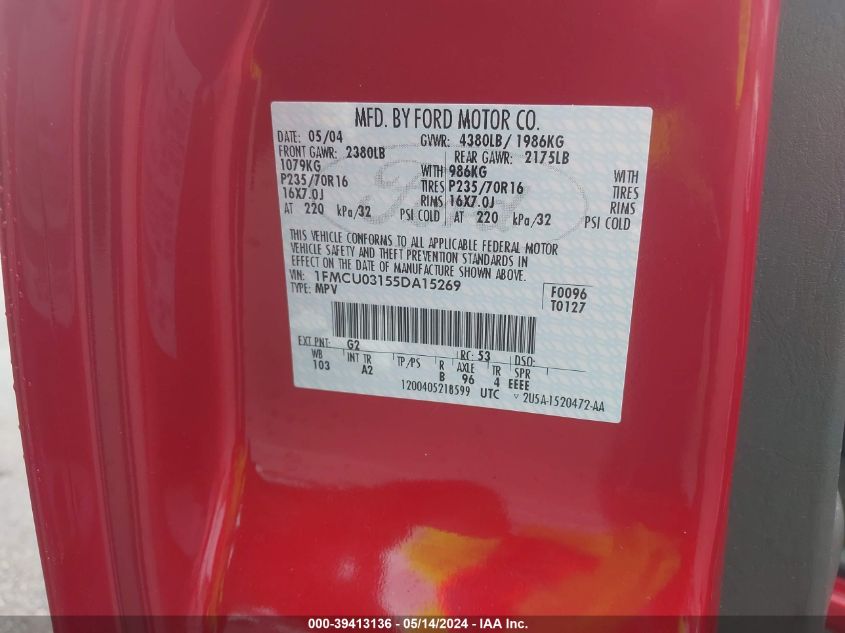 MFD. BY FORD MOTOR CO.
DATE: 05/04 GVWR: 4380LB/ 1986KG
FRONT GAWR: 2380LB REAR GAWR: 2175LB
1079KG WITH 986KG WITH
P235/70R16 TIRES P235/70R16 TIRES
16X7.0J RIMS 16X7.0J RIMS
AT 220 kPa/32 PSI COLD AT 220 kPa/32 PSI COLD
THIS VEHICLE CONFORMS TO ALL APPLICABLE FEDERAL MOTOR
VEHICLE SAFETY AND THEFT PREVENTION STANDARDS IN
EFFECT ON THE DATE OF MANUFACTURE SHOWN ABOVE.
VIN: 1FMCU03155DA15269
TYPE: MPV
F0096
T0127
EXT PNT: G2 RC: 53 DSO:
WB INT TR TP/PS R AXLE TR SPR
103 A2 B 96 4 EEEE
1200405218599 UTC
▽ 2U5A-1520472-AA
Ford
000-39413136 - 05/14/2024 - IAA Inc.